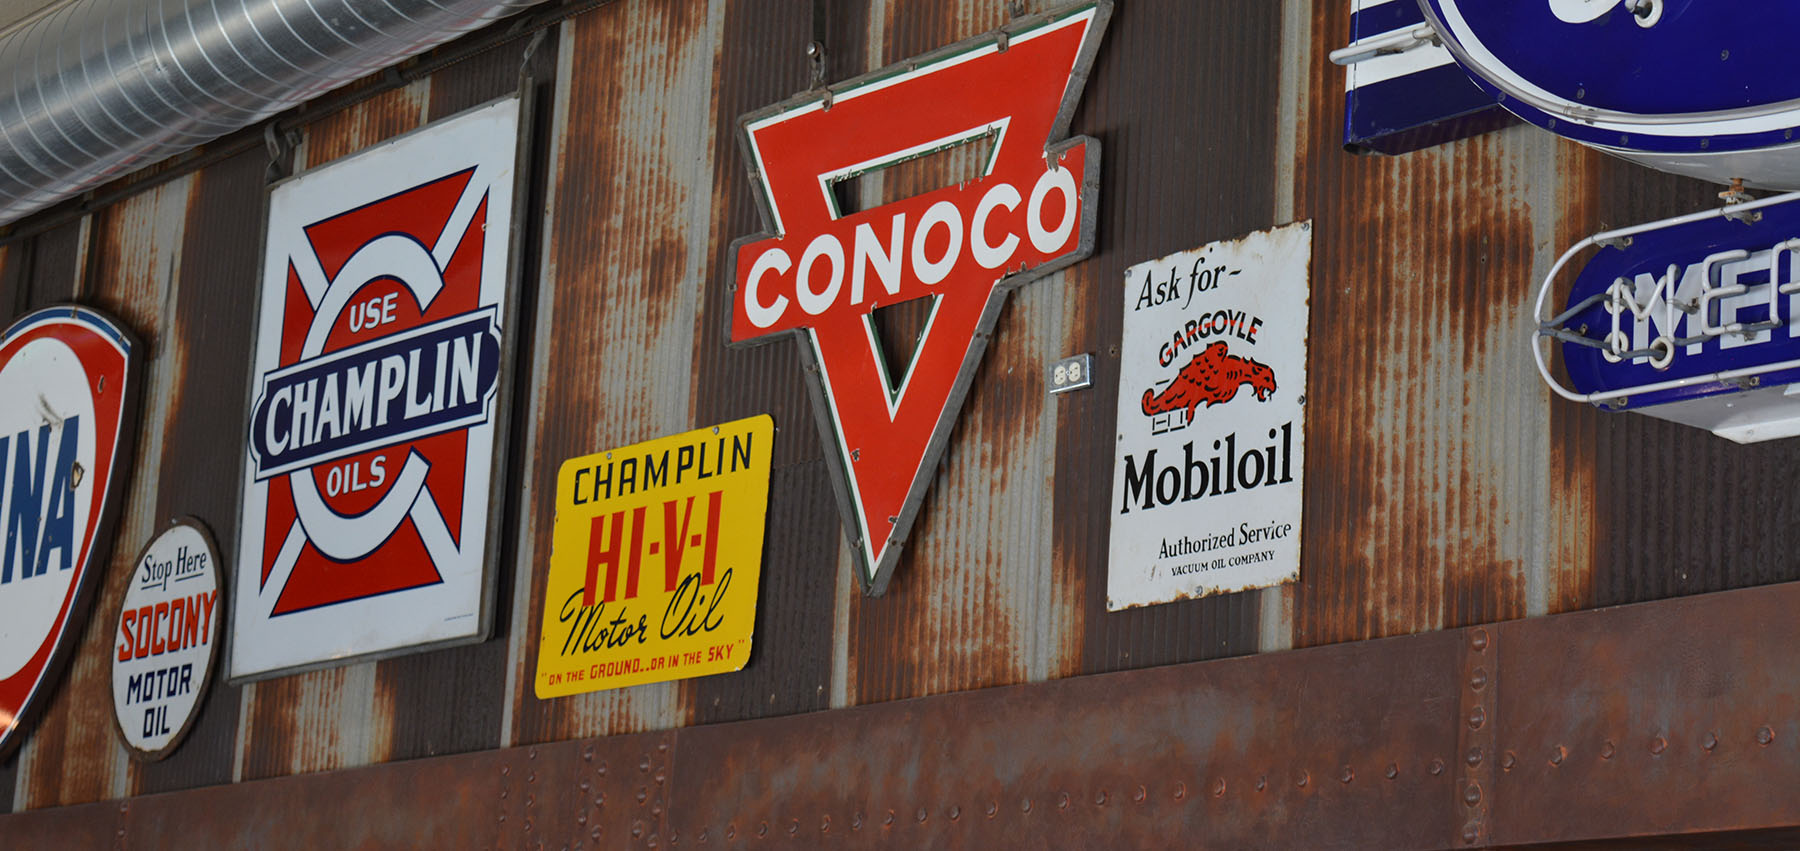 Stop Here
SOCONY
MOTOR
OIL
USE
CHAMPLIN
OILS
CHAMPLIN
HI-V-I
Motor Oil
"ON THE GROUND..OR IN THE SKY"
CONOCO
Ask for-
GARGOYLE
Mobiloil
Authorized Service
VACUUM OIL COMPANY